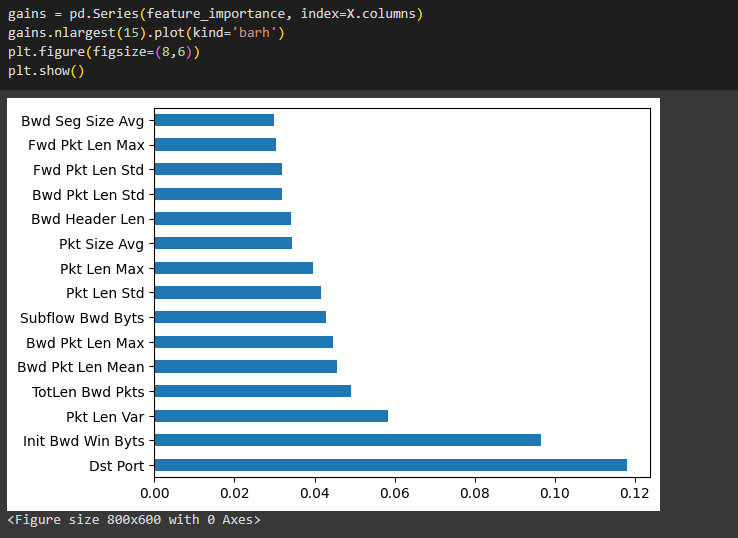 gains = pd.Series(feature_importance, index=X.columns)
gains.nlargest(15).plot(kind='barh')
plt.figure(figsize=(8,6))
plt.show()
Bwd Seg Size Avg
Fwd Pkt Len Max
Fwd Pkt Len Std
Bwd Pkt Len Std
Bwd Header Len
Pkt Size Avg
Pkt Len Max
Pkt Len Std
Subflow Bwd Byts
Bwd Pkt Len Max
Bwd Pkt Len Mean
TotLen Bwd Pkts
Pkt Len Var
Init Bwd Win Byts
Dst Port
0.00 0.02 0.04 0.06 0.08 0.10 0.12
<Figure size 800x600 with 0 Axes>